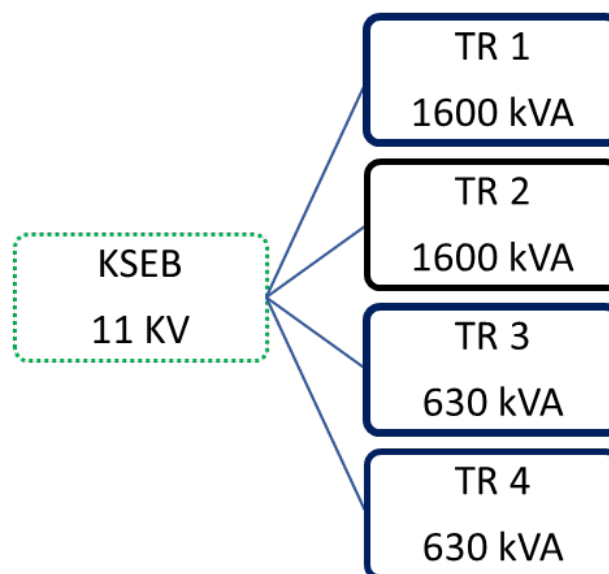 TR 1
1600 kVA
TR 2
1600 kVA
KSEB
11 KV
TR 3
630 kVA
TR 4
630 kVA